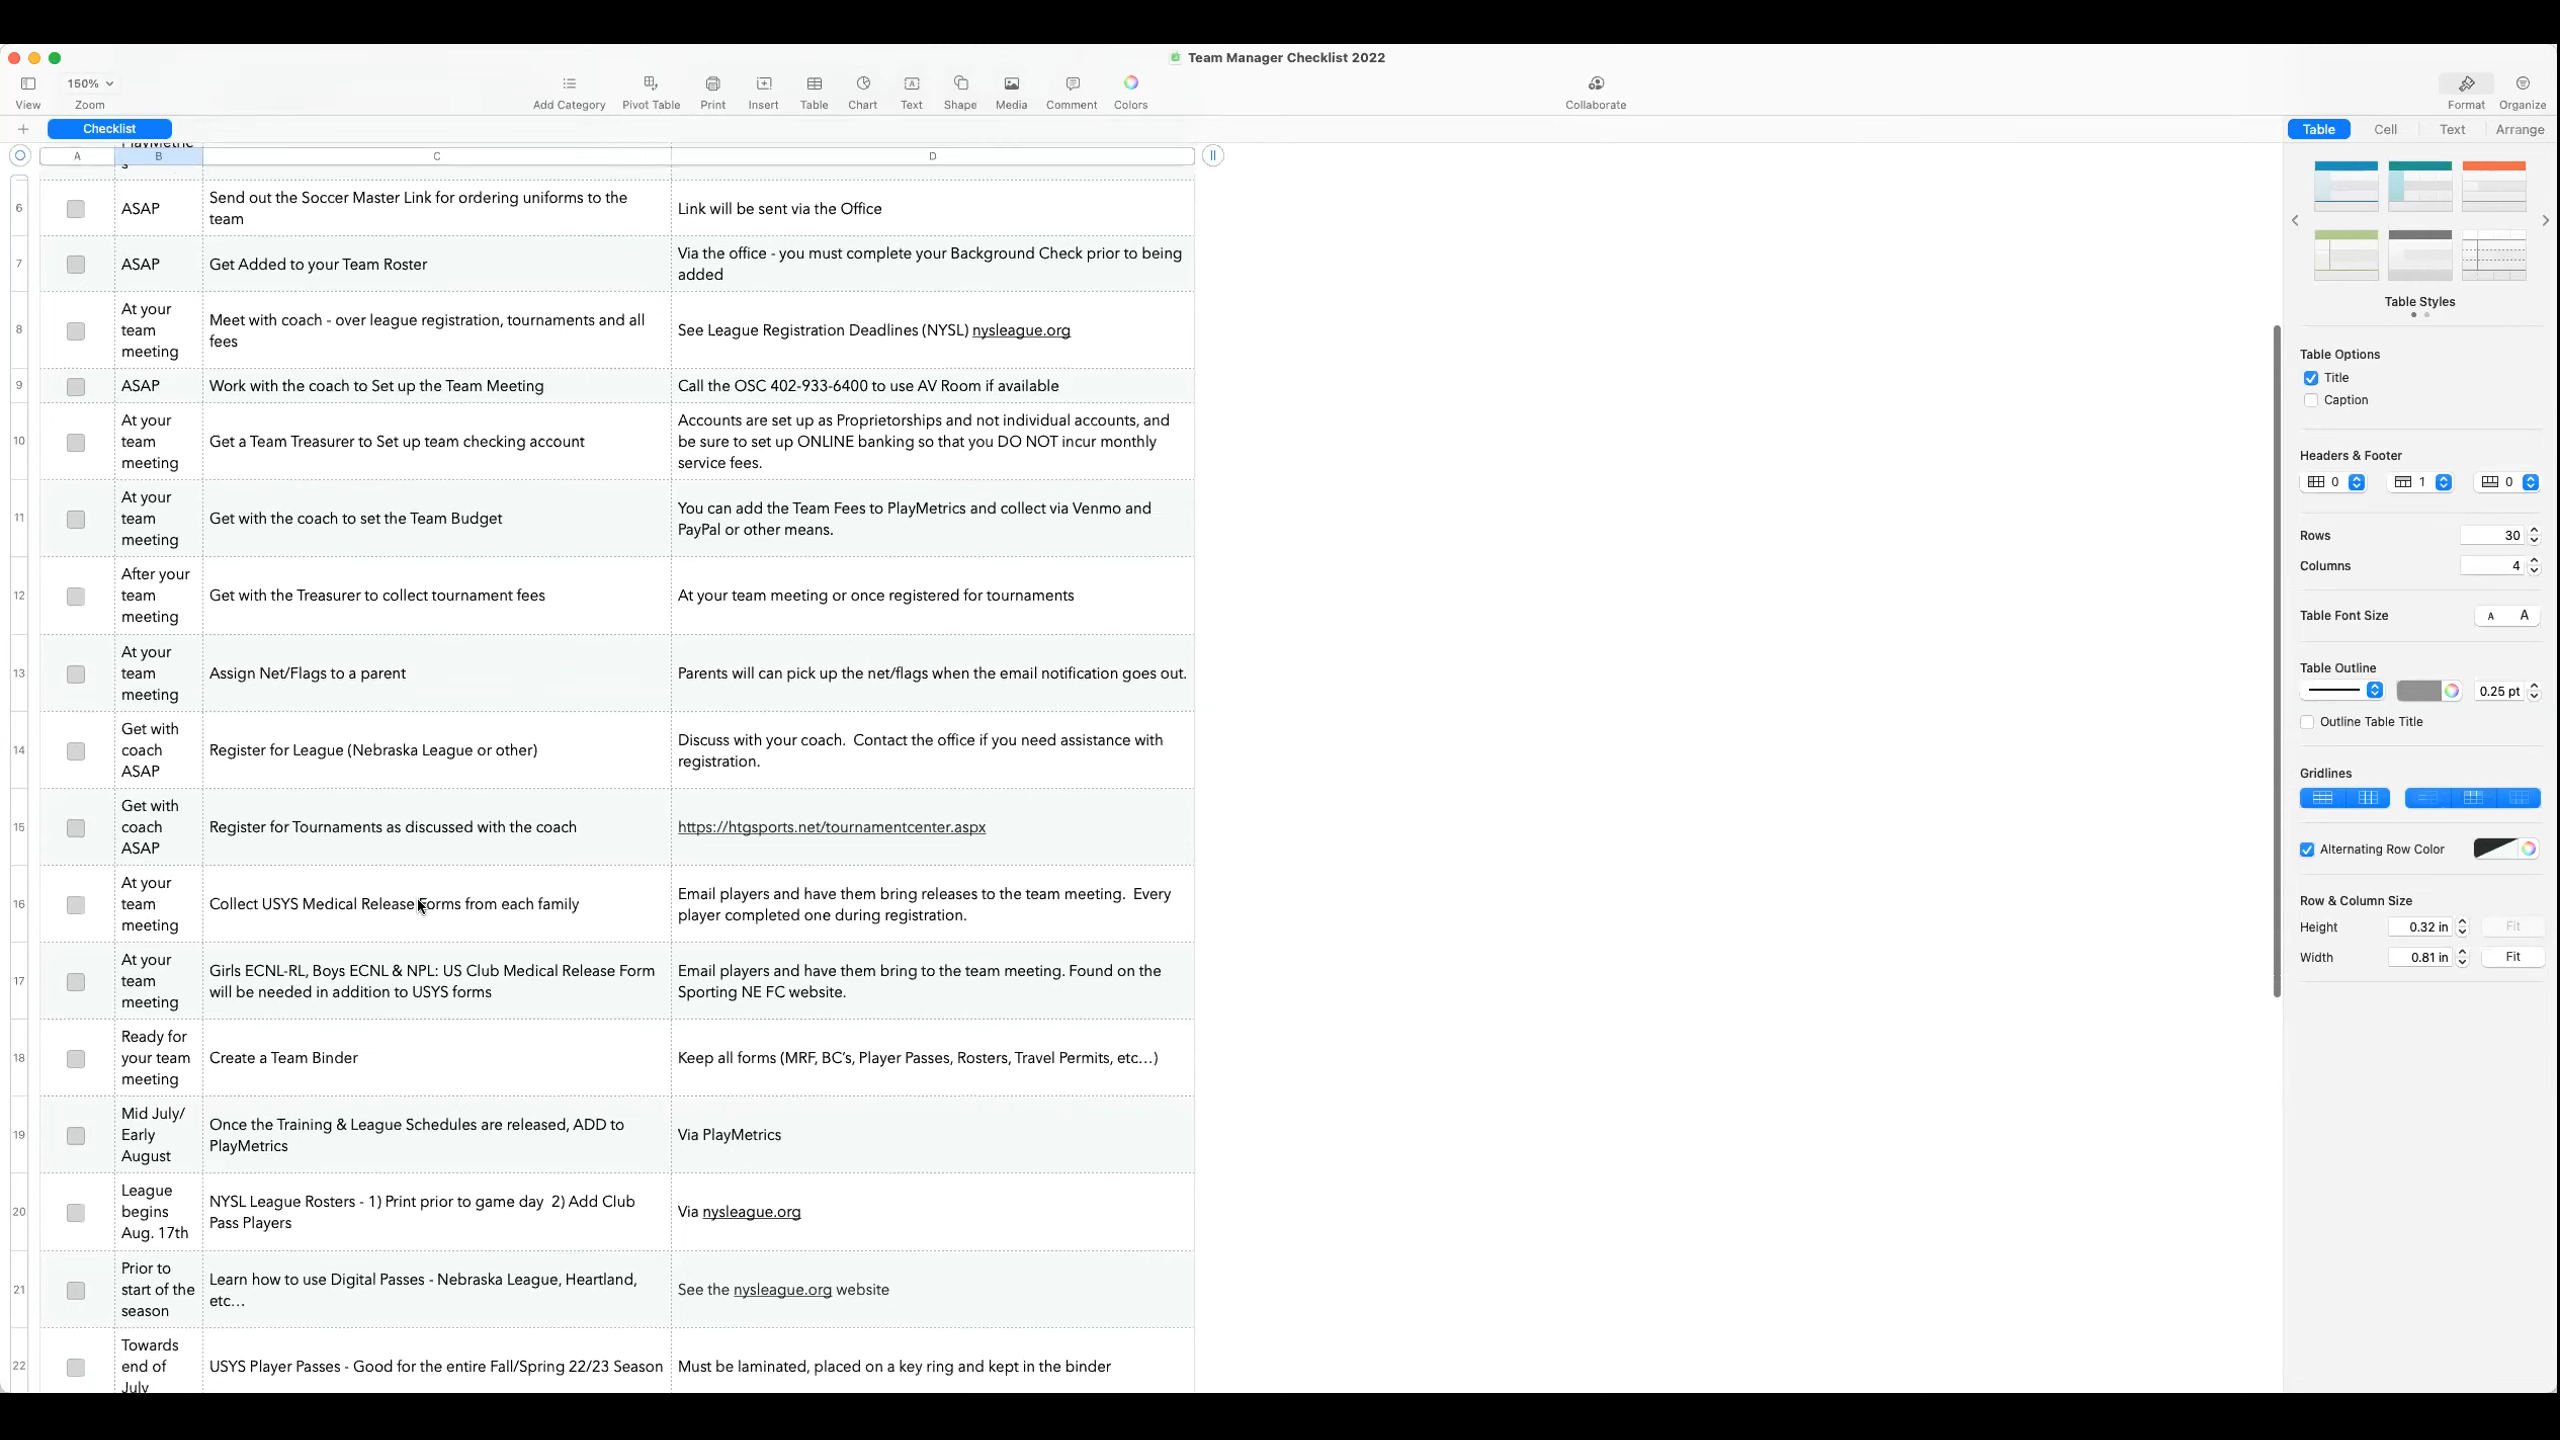 Team Manager Checklist 2022
150%
View
Zoom
Add Category
Pivot Table
Print
Insert
Table
Chart
Text
Shape
Media
Comment
Colors
Collaborate
Format
Organize
Checklist
Table
Cell
Text
Arrange
A
B
C
D
PlayMetric
s
6
ASAP
Send out the Soccer Master Link for ordering uniforms to the
team
Link will be sent via the Office
7
ASAP
Get Added to your Team Roster
Via the office - you must complete your Background Check prior to being
added
8
At your
team
meeting
Meet with coach - over league registration, tournaments and all
fees
See League Registration Deadlines (NYSL) nysleague.org
9
ASAP
Work with the coach to Set up the Team Meeting
Call the OSC 402-933-6400 to use AV Room if available
10
At your
team
meeting
Get a Team Treasurer to Set up team checking account
Accounts are set up as Proprietorships and not individual accounts, and
be sure to set up ONLINE banking so that you DO NOT incur monthly
service fees.
11
At your
team
meeting
Get with the coach to set the Team Budget
You can add the Team Fees to PlayMetrics and collect via Venmo and
PayPal or other means.
12
After your
team
meeting
Get with the Treasurer to collect tournament fees
At your team meeting or once registered for tournaments
13
At your
team
meeting
Assign Net/Flags to a parent
Parents will can pick up the net/flags when the email notification goes out.
14
Get with
coach
ASAP
Register for League (Nebraska League or other)
Discuss with your coach.  Contact the office if you need assistance with
registration.
15
Get with
coach
ASAP
Register for Tournaments as discussed with the coach
https://htgsports.net/tournamentcenter.aspx
16
At your
team
meeting
Collect USYS Medical Release Forms from each family
Email players and have them bring releases to the team meeting.  Every
player completed one during registration.
17
At your
team
meeting
Girls ECNL-RL, Boys ECNL & NPL: US Club Medical Release Form
will be needed in addition to USYS forms
Email players and have them bring to the team meeting. Found on the
Sporting NE FC website.
18
Ready for
your team
meeting
Create a Team Binder
Keep all forms (MRF, BC's, Player Passes, Rosters, Travel Permits, etc…)
19
Mid July/
Early
August
Once the Training & League Schedules are released, ADD to
PlayMetrics
Via PlayMetrics
20
League
begins
Aug. 17th
NYSL League Rosters - 1) Print prior to game day  2) Add Club
Pass Players
Via nysleague.org
21
Prior to
start of the
season
Learn how to use Digital Passes - Nebraska League, Heartland,
etc…
See the nysleague.org website
22
Towards
end of
July
USYS Player Passes - Good for the entire Fall/Spring 22/23 Season
Must be laminated, placed on a key ring and kept in the binder
Table Styles
Table Options
Title
Caption
Headers & Footer
0
1
0
Rows
30
Columns
4
Table Font Size
A
A
Table Outline
0.25 pt
Outline Table Title
Gridlines
Alternating Row Color
Row & Column Size
Height
0.32 in
Fit
Width
0.81 in
Fit